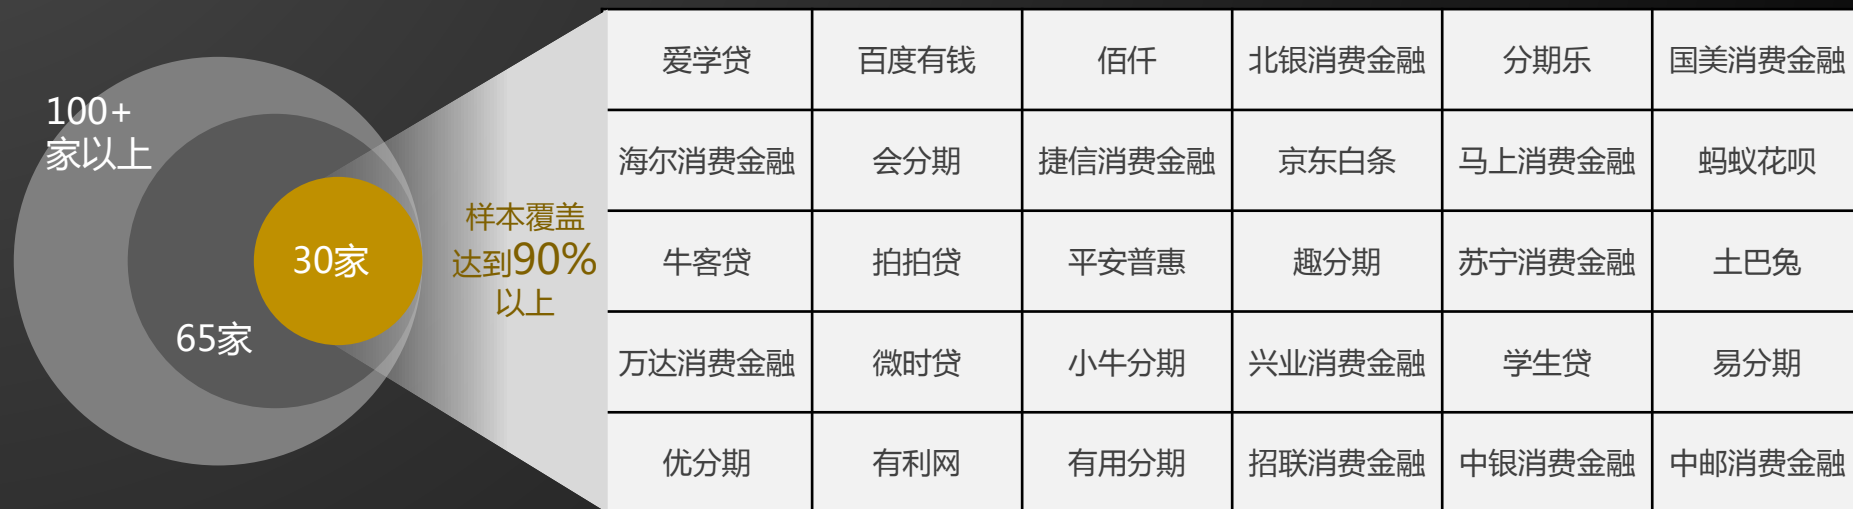 100+
家以上
65家
30家
样本覆盖
达到90%
以上
爱学贷 百度有钱 佰仟 北银消费金融 分期乐 国美消费金融
海尔消费金融 会分期 捷信消费金融 京东白条 马上消费金融 蚂蚁花呗
牛客贷 拍拍贷 平安普惠 趣分期 苏宁消费金融 土巴兔
万达消费金融 微时贷 小牛分期 兴业消费金融 学生贷 易分期
优分期 有利网 有用分期 招联消费金融 中银消费金融 中邮消费金融